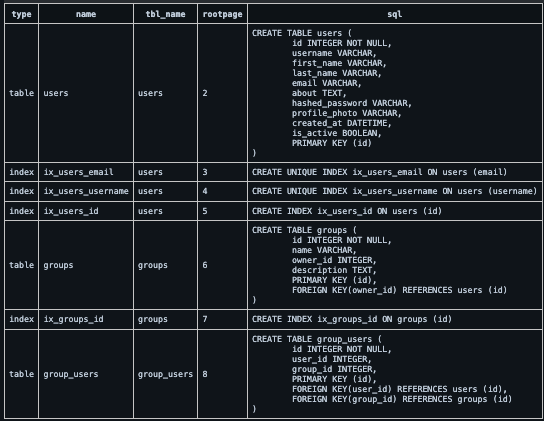 type name tbl_name rootpage sql
table users users 2
CREATE TABLE users (
id INTEGER NOT NULL,
username VARCHAR,
first_name VARCHAR,
last_name VARCHAR,
email VARCHAR,
about TEXT,
hashed_password VARCHAR,
profile_photo VARCHAR,
created_at DATETIME,
is_active BOOLEAN,
PRIMARY KEY (id)
)
index ix_users_email users 3 CREATE UNIQUE INDEX ix_users_email ON users (email)
index ix_users_username users 4 CREATE UNIQUE INDEX ix_users_username ON users (username)
index ix_users_id users 5 CREATE INDEX ix_users_id ON users (id)
table groups groups 6
CREATE TABLE groups (
id INTEGER NOT NULL,
name VARCHAR,
owner_id INTEGER,
description TEXT,
PRIMARY KEY (id),
FOREIGN KEY(owner_id) REFERENCES users (id)
)
index ix_groups_id groups 7 CREATE INDEX ix_groups_id ON groups (id)
table group_users group_users 8
CREATE TABLE group_users (
id INTEGER NOT NULL,
user_id INTEGER,
group_id INTEGER,
PRIMARY KEY (id),
FOREIGN KEY(user_id) REFERENCES users (id),
FOREIGN KEY(group_id) REFERENCES groups (id)
)